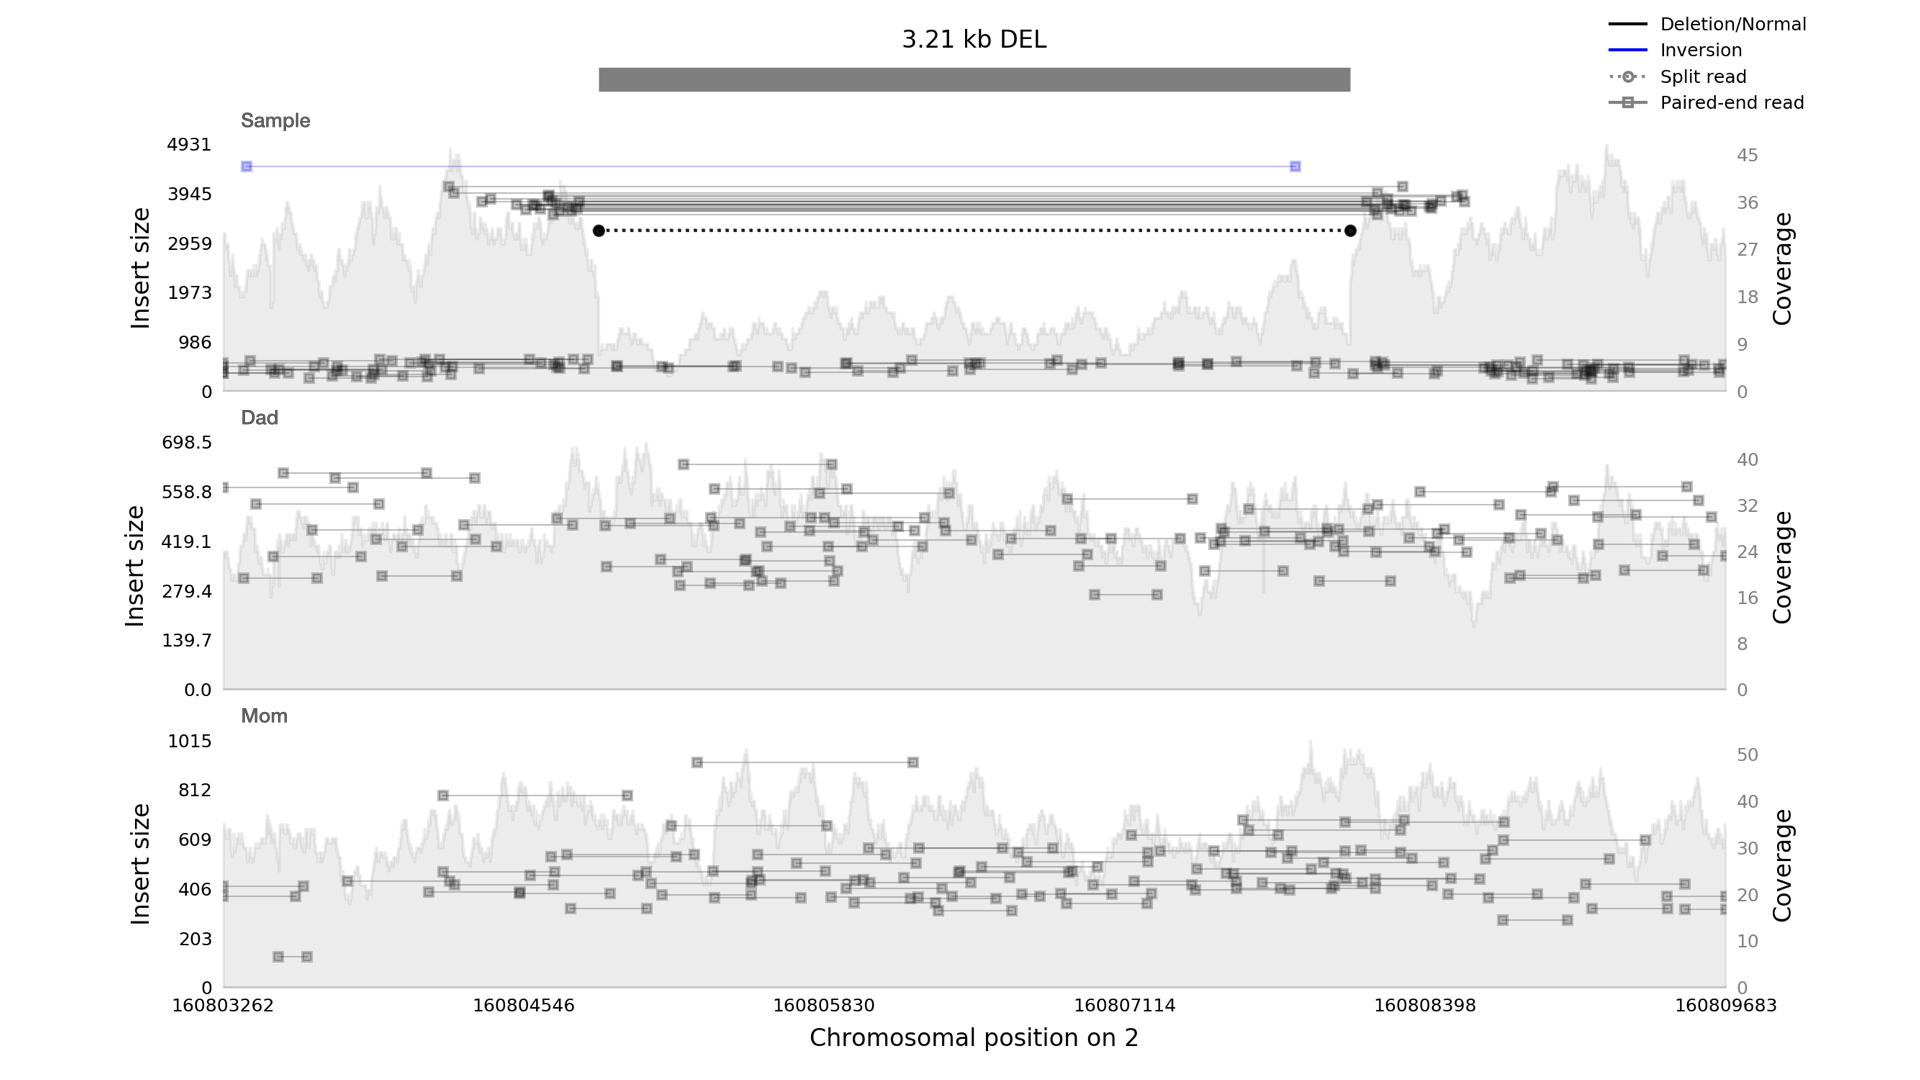 3.21 kb DEL
Deletion/Normal
Inversion
Split read
Paired-end read
Sample
4931
3945
2959
1973
986
0
Insert size
45
36
27
18
9
0
Coverage
Dad
698.5
558.8
419.1
279.4
139.7
0.0
Insert size
40
32
24
16
8
0
Coverage
Mom
1015
812
609
406
203
0
Insert size
50
40
30
20
10
0
Coverage
160803262 160804546 160805830 160807114 160808398 160809683
Chromosomal position on 2